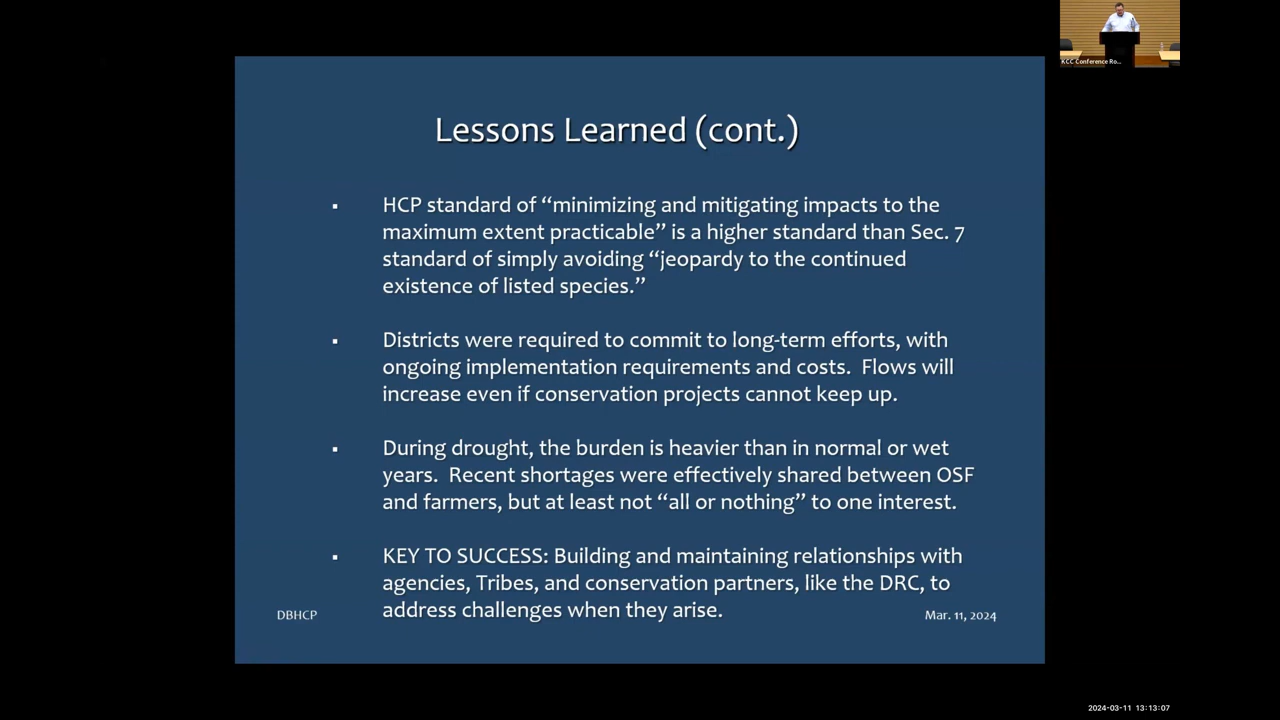 KCC Conference Ro...
Lessons Learned (cont.)
▪ HCP standard of “minimizing and mitigating impacts to the
maximum extent practicable” is a higher standard than Sec. 7
standard of simply avoiding “jeopardy to the continued
existence of listed species.”
▪ Districts were required to commit to long-term efforts, with
ongoing implementation requirements and costs.  Flows will
increase even if conservation projects cannot keep up.
▪ During drought, the burden is heavier than in normal or wet
years.  Recent shortages were effectively shared between OSF
and farmers, but at least not “all or nothing” to one interest.
▪ KEY TO SUCCESS: Building and maintaining relationships with
agencies, Tribes, and conservation partners, like the DRC, to
address challenges when they arise.
DBHCP
Mar. 11, 2024
2024-03-11 13:13:07